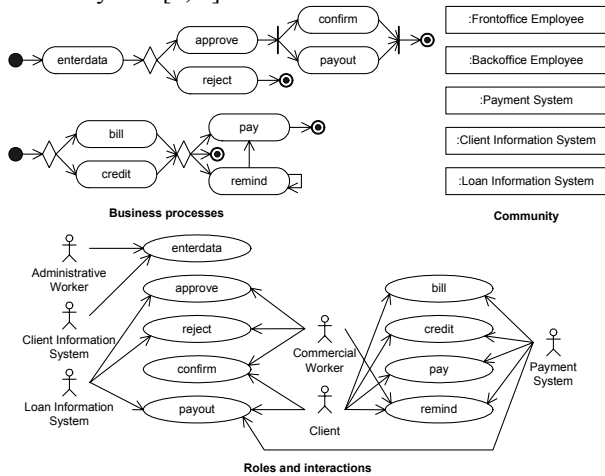 confirm
:Frontoffice Employee
approve
enterdata
payout
:Backoffice Employee
reject
:Payment System
bill
pay
:Client Information System
credit
remind
:Loan Information System
Business processes
Community
enterdata
Administrative
Worker
approve
bill
Client Information
System
reject
credit
Commercial
Worker
Payment
System
confirm
pay
Loan Information
System
payout
Client
remind
Roles and interactions